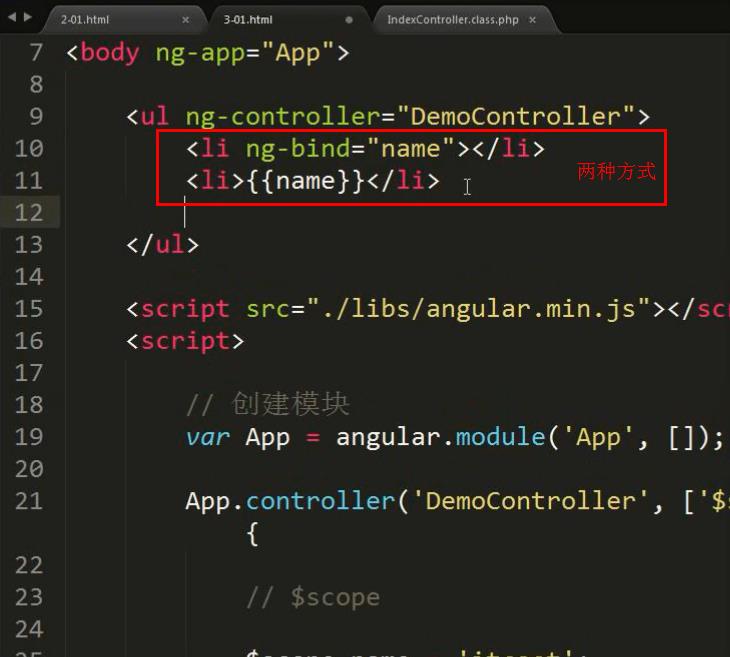 2-01.html × 3-01.html IndexController.class.php ×
7 <body ng-app="App">
8
9 <ul ng-controller="DemoController">
10 <li ng-bind="name"></li>
两种方式
11 <li>{{name}}</li>
12
13 </ul>
14
15 <script src="./libs/angular.min.js"></sc
16 <script>
17
18 // 创建模块
19 var App = angular.module('App', []);
20
21 App.controller('DemoController', ['$s
{
22
23 // $scope
24